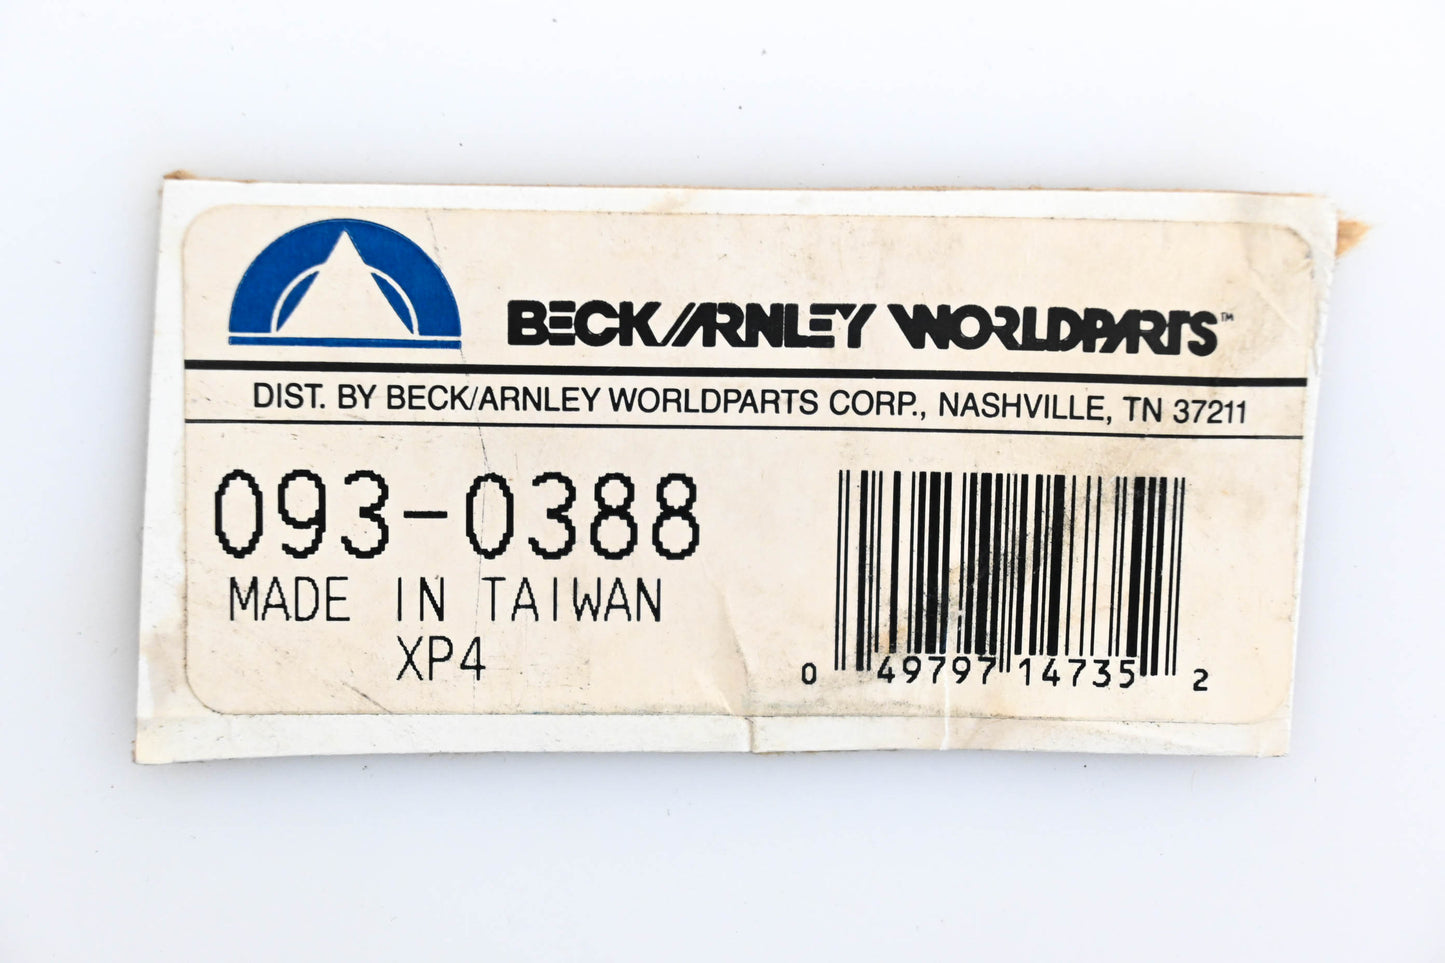 BECK/ARNLEY WORLDPARTS™
DIST. BY BECK/ARNLEY WORLDPARTS CORP., NASHVILLE, TN 37211
093-0388
MADE IN TAIWAN
XP4
0 49797 14735 2